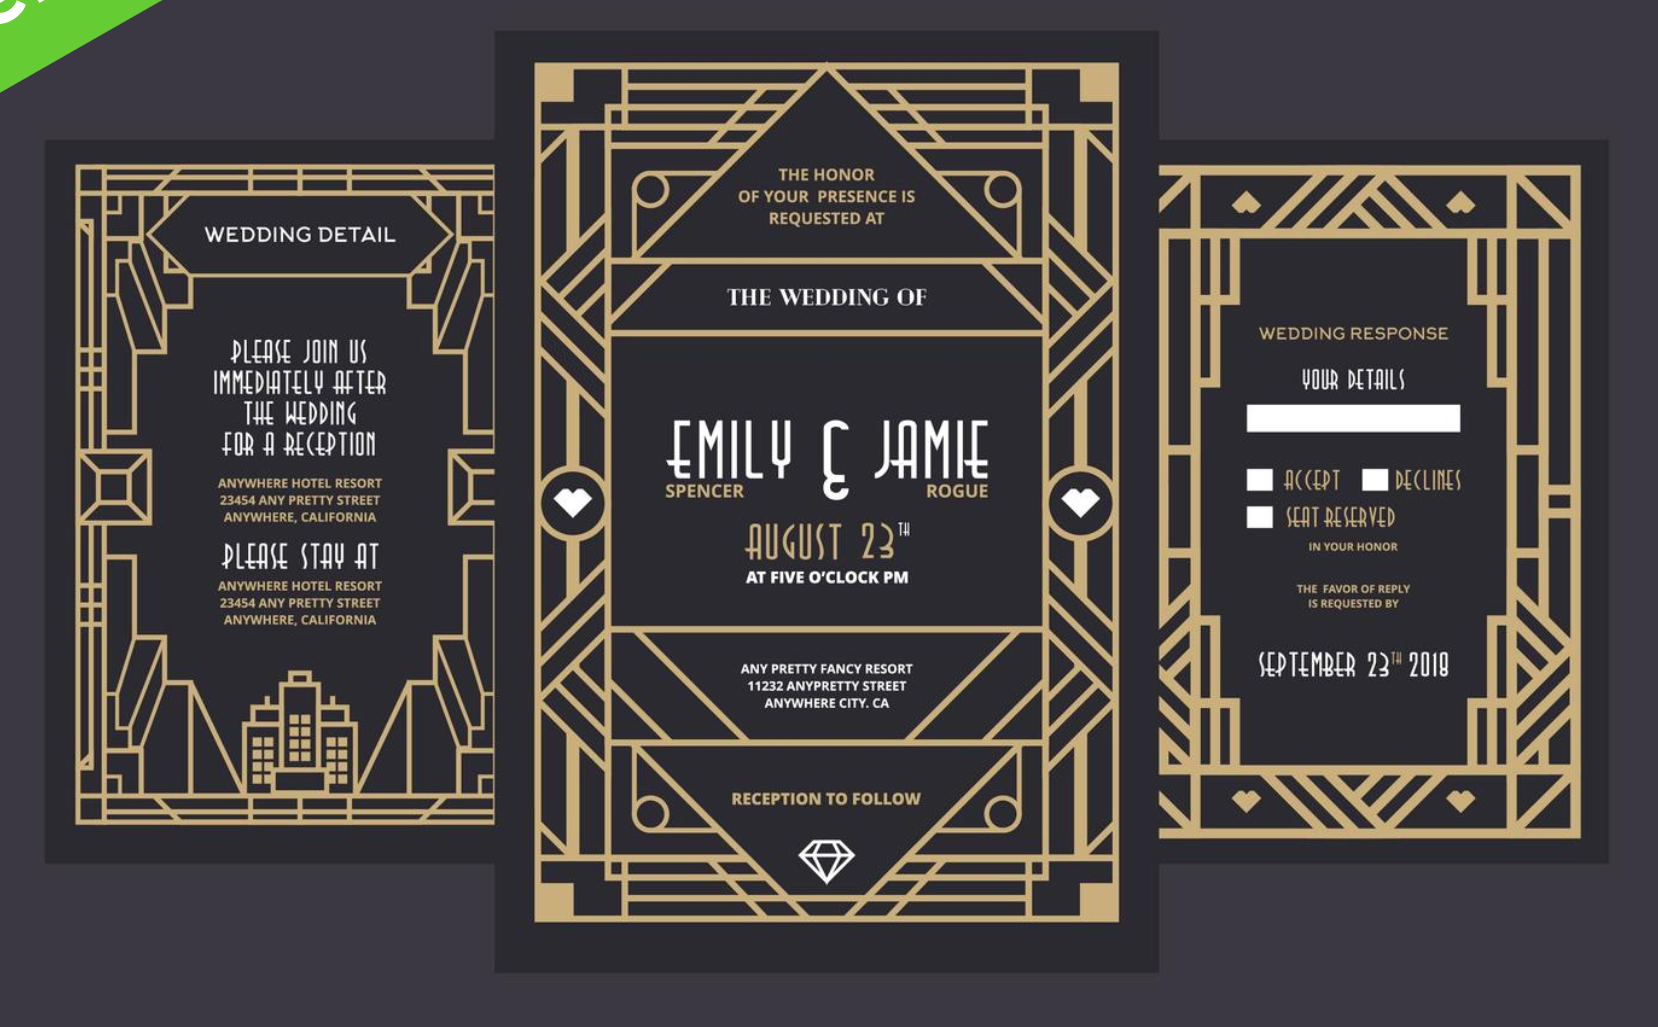 WEDDING DETAIL
PLEASE JOIN US
IMMEDIATELY AFTER
THE WEDDING
FOR A RECEPTION
ANYWHERE HOTEL RESORT
23454 ANY PRETTY STREET
ANYWHERE, CALIFORNIA
PLEASE STAY AT
ANYWHERE HOTEL RESORT
23454 ANY PRETTY STREET
ANYWHERE, CALIFORNIA
THE HONOR
OF YOUR PRESENCE IS
REQUESTED AT
THE WEDDING OF
EMILY & JAMIE
SPENCER ROGUE
AUGUST 23TH
AT FIVE O'CLOCK PM
ANY PRETTY FANCY RESORT
11232 ANYPRETTY STREET
ANYWHERE CITY. CA
RECEPTION TO FOLLOW
WEDDING RESPONSE
YOUR DETAILS
ACCEPT DECLINES
SEAT RESERVED
IN YOUR HONOR
THE FAVOR OF REPLY
IS REQUESTED BY
SEPTEMBER 23TH 2018